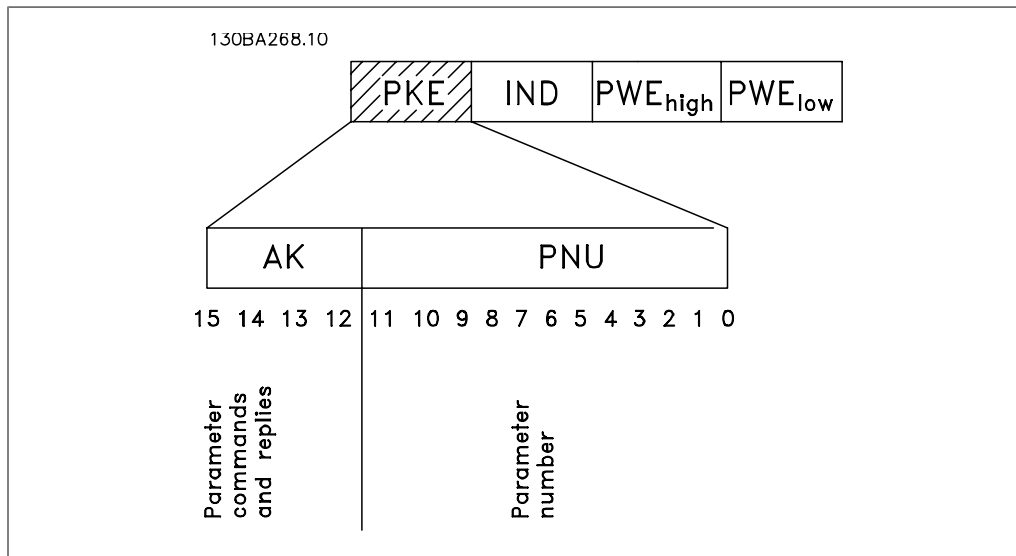 130BA268.10
PKE IND PWEhigh PWElow
AK PNU
15 14 13 12 11 10 9 8 7 6 5 4 3 2 1 0
Parameter
commands
and replies
Parameter
number